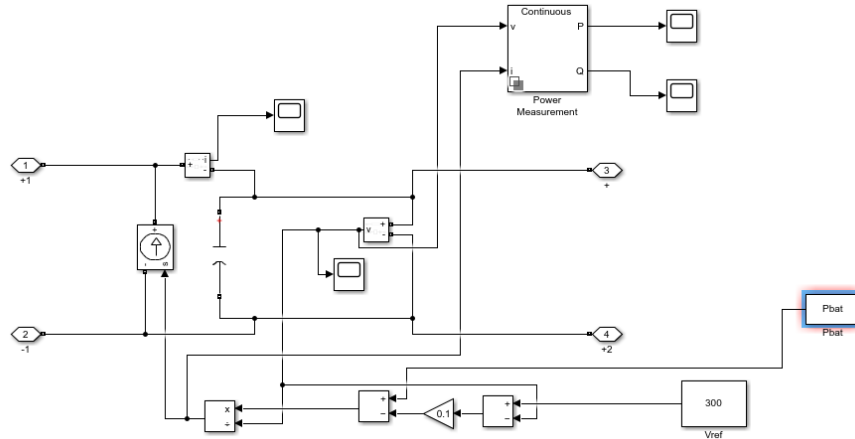 Continuous
v
P
i
Q
Power
Measurement
i
+
-
1
+1
3
+
+
v
+
-
+
-
s
2
-1
4
+2
Pbat
Pbat
x
÷
+
−
0.1
+
−
300
Vref